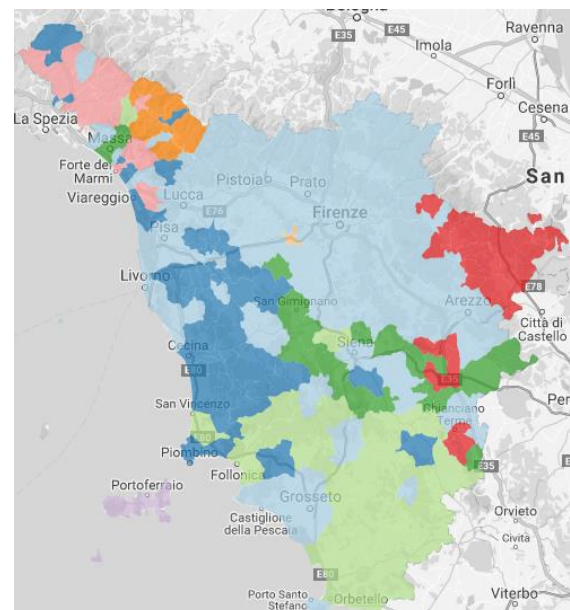 Bologna
Ravenna
E35
E45
Imola
Forlì
Cesena
E45
La Spezia
Massa
Forte dei
Marmi
Viareggio
Lucca
Pistoia
Prato
San
Firenze
E76
Pisa
Livorno
E78
Arezzo
Città di
Castello
San Gimignano
Siena
Cecina
E80
E35
Chianciano
Terme
Per
San Vincenzo
E80
Piombino
Follonica
E35
Portoferraio
Grosseto
Orvieto
Castiglione
della Pescaia
Civita
E80
Porto Santo
Stefano
Orbetello
Viterbo